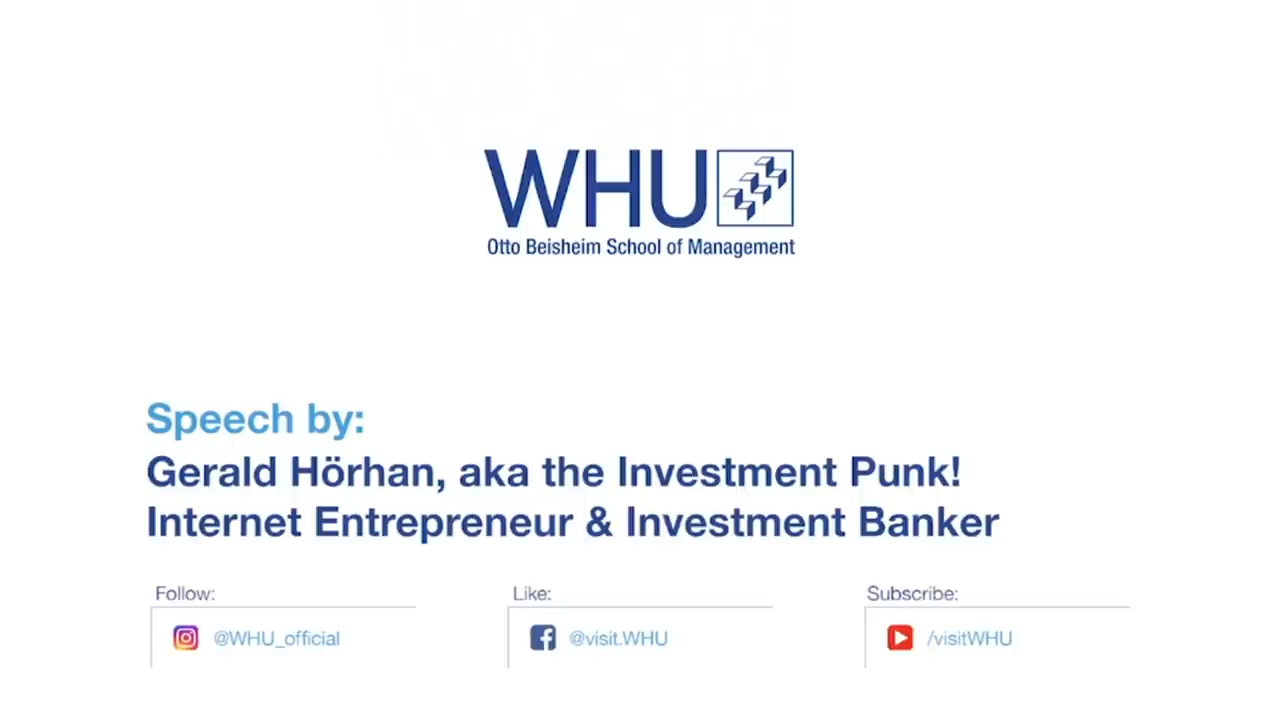 WHU
Otto Beisheim School of Management
Speech by:
Gerald Hörhan, aka the Investment Punk!
Internet Entrepreneur & Investment Banker
Follow:
@WHU_official
Like:
@visit.WHU
Subscribe:
/visitWHU